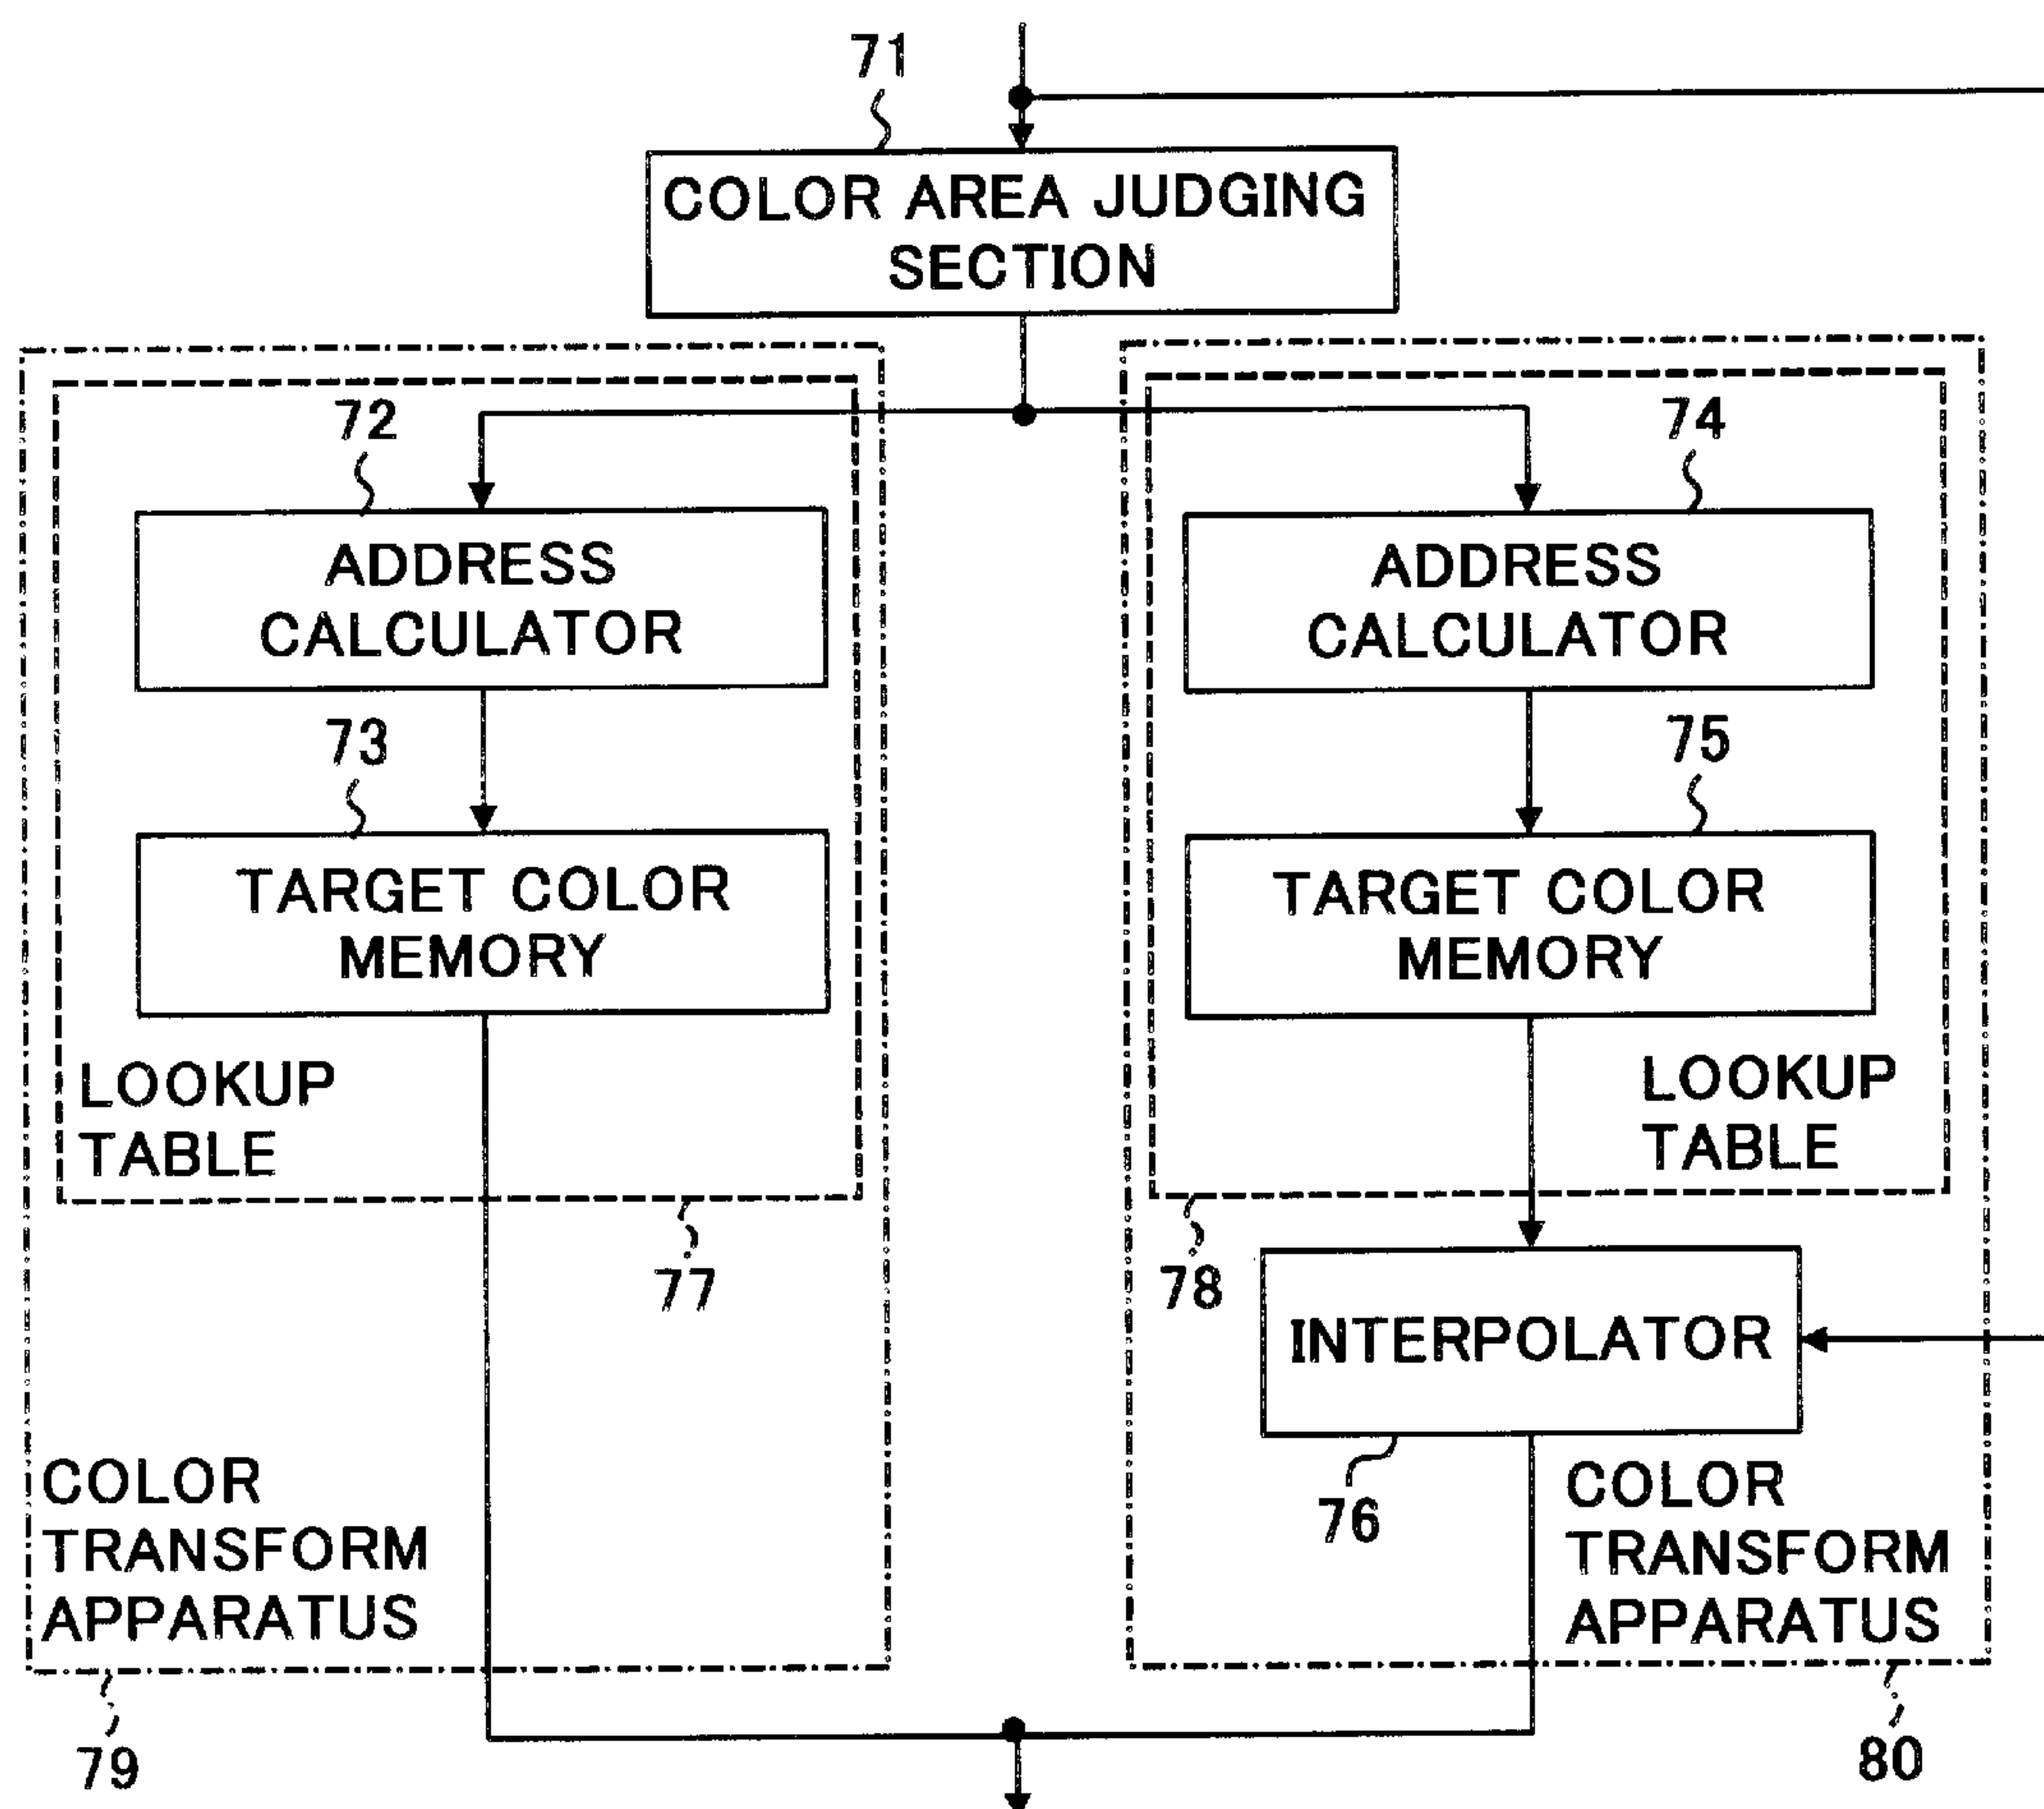 71
COLOR AREA JUDGING
SECTION
72
74
ADDRESS
CALCULATOR
ADDRESS
CALCULATOR
73
75
TARGET COLOR
MEMORY
TARGET COLOR
MEMORY
LOOKUP
TABLE
LOOKUP
TABLE
77
78
INTERPOLATOR
76
COLOR
TRANSFORM
APPARATUS
COLOR
TRANSFORM
APPARATUS
79
80